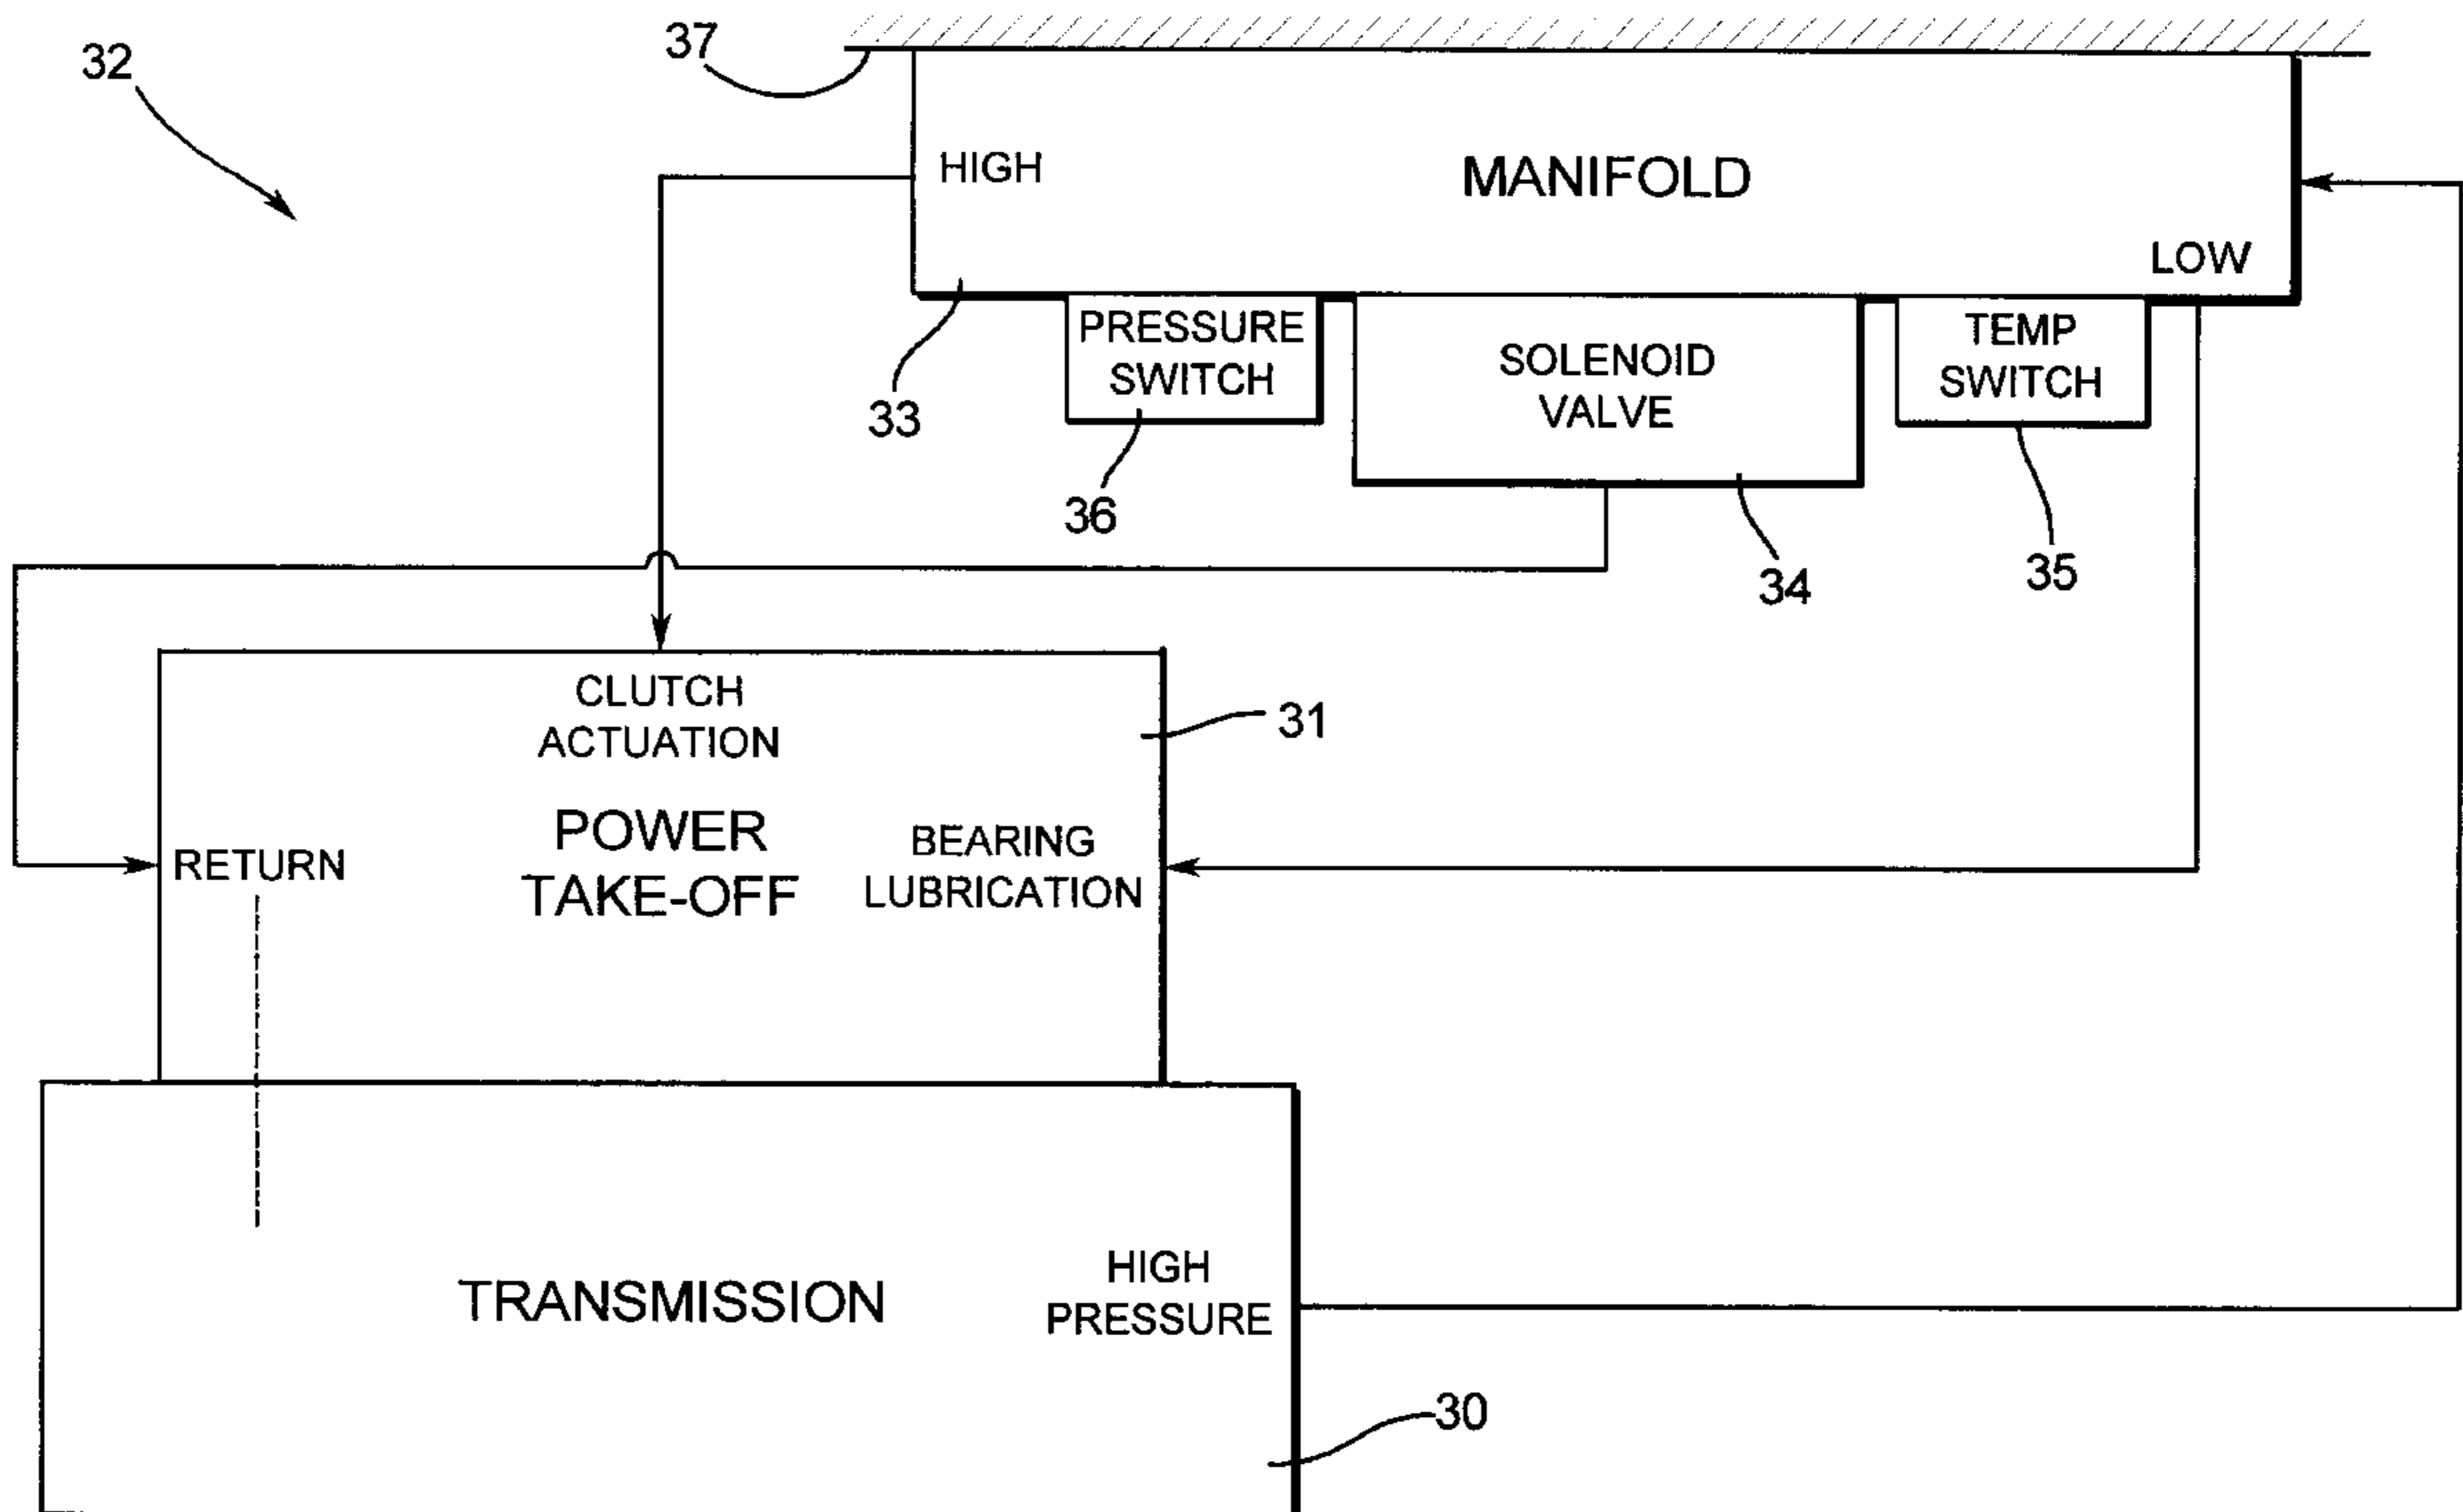 37
32
HIGH
MANIFOLD
LOW
PRESSURE
SWITCH
SOLENOID
VALVE
TEMP
SWITCH
33
36
34
35
CLUTCH
ACTUATION
31
POWER
TAKE-OFF
BEARING
LUBRICATION
RETURN
TRANSMISSION
HIGH
PRESSURE
30